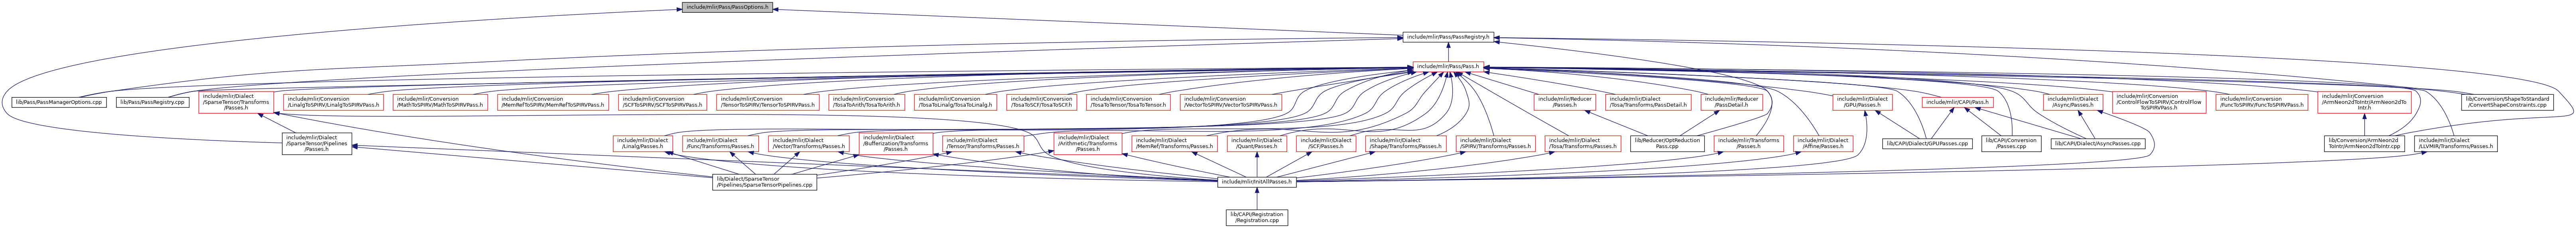 include/mlir/Pass/PassOptions.h
include/mlir/Pass/PassRegistry.h
include/mlir/Pass/Pass.h
lib/Pass/PassManagerOptions.cpp
lib/Pass/PassRegistry.cpp
include/mlir/Dialect
/SparseTensor/Transforms
/Passes.h
include/mlir/Conversion
/LinalgToSPIRV/LinalgToSPIRVPass.h
include/mlir/Conversion
/MathToSPIRV/MathToSPIRVPass.h
include/mlir/Conversion
/MemRefToSPIRV/MemRefToSPIRVPass.h
include/mlir/Conversion
/SCFToSPIRV/SCFToSPIRVPass.h
include/mlir/Conversion
/TensorToSPIRV/TensorToSPIRVPass.h
include/mlir/Conversion
/TosaToArith/TosaToArith.h
include/mlir/Conversion
/TosaToLinalg/TosaToLinalg.h
include/mlir/Conversion
/TosaToSCF/TosaToSCF.h
include/mlir/Conversion
/TosaToTensor/TosaToTensor.h
include/mlir/Conversion
/VectorToSPIRV/VectorToSPIRVPass.h
include/mlir/Reducer
/Passes.h
include/mlir/Dialect
/Tosa/Transforms/PassDetail.h
include/mlir/Reducer
/PassDetail.h
include/mlir/Dialect
/GPU/Passes.h
include/mlir/CAPI/Pass.h
include/mlir/Dialect
/Async/Passes.h
include/mlir/Conversion
/ControlFlowToSPIRV/ControlFlow
ToSPIRVPass.h
include/mlir/Conversion
/FuncToSPIRV/FuncToSPIRVPass.h
include/mlir/Conversion
/ArmNeon2dToIntr/ArmNeon2dTo
Intr.h
lib/Conversion/ShapeToStandard
/ConvertShapeConstraints.cpp
include/mlir/Dialect
/SparseTensor/Pipelines
/Passes.h
include/mlir/Dialect
/Linalg/Passes.h
include/mlir/Dialect
/Func/Transforms/Passes.h
include/mlir/Dialect
/Vector/Transforms/Passes.h
include/mlir/Dialect
/Bufferization/Transforms
/Passes.h
include/mlir/Dialect
/Tensor/Transforms/Passes.h
include/mlir/Dialect
/Arithmetic/Transforms
/Passes.h
include/mlir/Dialect
/MemRef/Transforms/Passes.h
include/mlir/Dialect
/Quant/Passes.h
include/mlir/Dialect
/SCF/Passes.h
include/mlir/Dialect
/Shape/Transforms/Passes.h
include/mlir/Dialect
/SPIRV/Transforms/Passes.h
include/mlir/Dialect
/Tosa/Transforms/Passes.h
lib/Reducer/OptReduction
Pass.cpp
include/mlir/Transforms
/Passes.h
include/mlir/Dialect
/Affine/Passes.h
lib/CAPI/Dialect/GPUPasses.cpp
lib/CAPI/Conversion
/Passes.cpp
lib/CAPI/Dialect/AsyncPasses.cpp
lib/Conversion/ArmNeon2d
ToIntr/ArmNeon2dToIntr.cpp
include/mlir/Dialect
/LLVMIR/Transforms/Passes.h
lib/Dialect/SparseTensor
/Pipelines/SparseTensorPipelines.cpp
include/mlir/InitAllPasses.h
lib/CAPI/Registration
/Registration.cpp